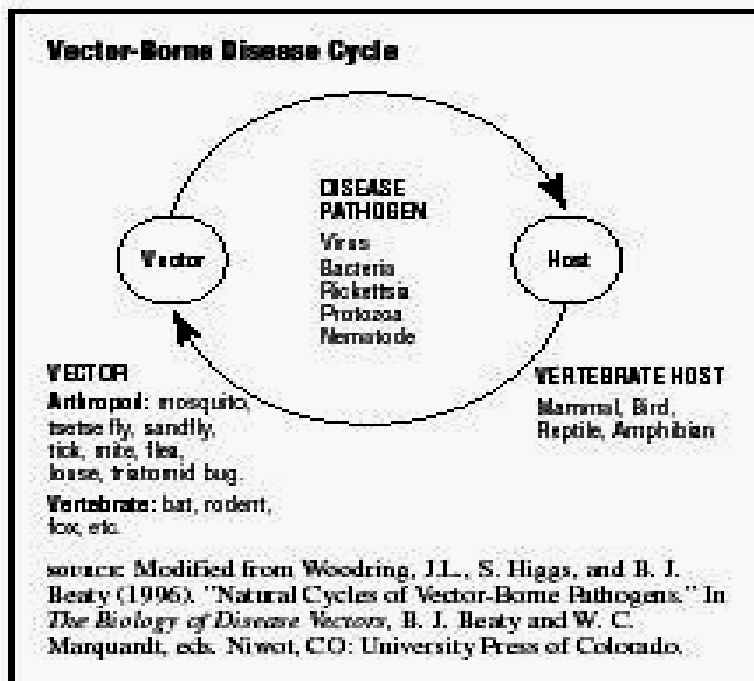 Vector-Borne Disease Cycle
DISEASE
PATHOGEN
Virus
Bacteria
Rickettsia
Protozoa
Nematode
Vector
Host
VECTOR
Arthropod: mosquito,
tsetse fly, sandfly,
tick, mite, flea,
louse, triatomid bug.
Vertebrate: bat, rodent,
fox, etc.
VERTEBRATE HOST
Mammal, Bird,
Reptile, Amphibian
SOURCE: Modified from Woodring, J.L., S. Higgs, and B. J.
Beaty (1996). "Natural Cycles of Vector-Borne Pathogens." In
The Biology of Disease Vectors, B. J. Beaty and W. C.
Marquardt, eds. Niwot, CO: University Press of Colorado.